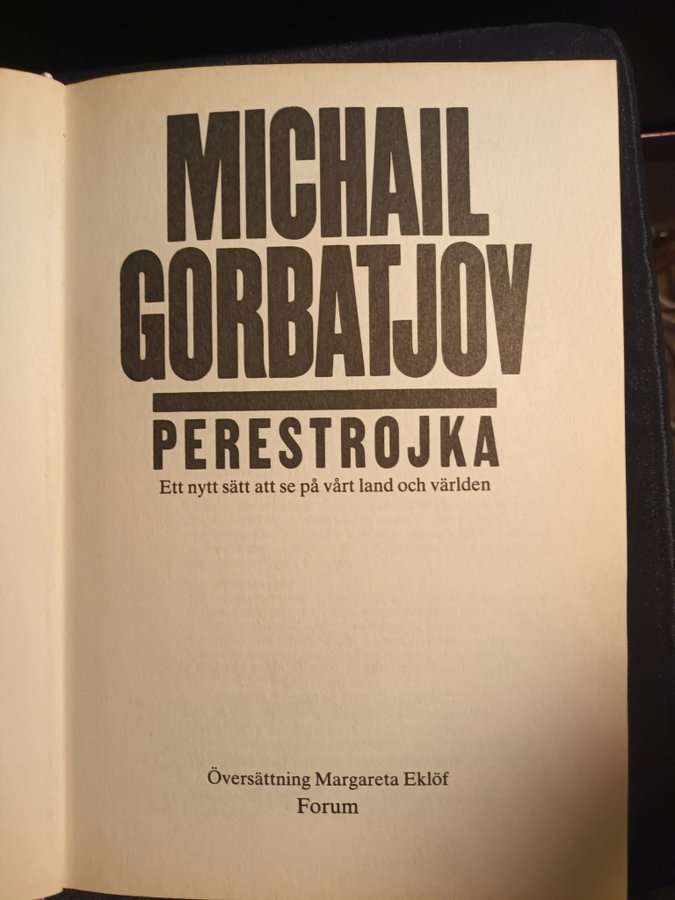 MICHAIL
GORBATJOV
PERESTROJKA
Ett nytt sätt att se på vårt land och världen
Översättning Margareta Eklöf
Forum